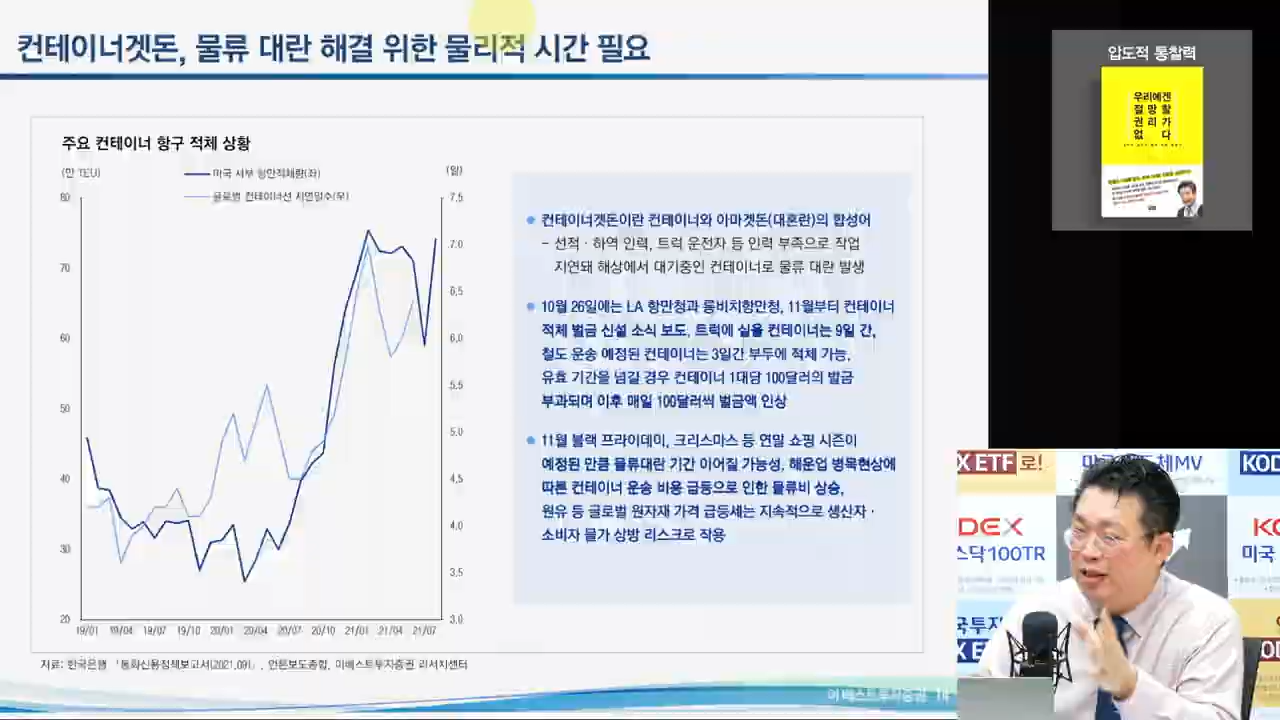 컨테이너겟돈, 물류 대란 해결 위한 물리적 시간 필요
주요 컨테이너 항구 적체 상황
(만 TEU)
미국 서부 항만적체량(좌)
글로벌 컨테이너선 지연일수(우)
(일)
80
70
60
50
40
30
20
7.5
7.0
6.5
6.0
5.5
5.0
4.5
4.0
3.5
3.0
19/01 19/04 19/07 19/10 20/01 20/04 20/07 20/10 21/01 21/04 21/07
자료: 한국은행 「통화신용정책보고서(2021.09)」, 언론보도종합, 이베스트투자증권 리서치센터
컨테이너겟돈이란 컨테이너와 아마겟돈(대혼란)의 합성어
- 선적·하역 인력, 트럭 운전자 등 인력 부족으로 작업
지연돼 해상에서 대기중인 컨테이너로 물류 대란 발생
10월 26일에는 LA 항만청과 롱비치항만청, 11월부터 컨테이너
적체 벌금 신설 소식 보도, 트럭에 실을 컨테이너는 9일 간,
철도 운송 예정된 컨테이너는 3일간 부두에 적체 가능,
유효 기간을 넘길 경우 컨테이너 1대당 100달러의 벌금
부과되며 이후 매일 100달러씩 벌금액 인상
11월 블랙 프라이데이, 크리스마스 등 연말 쇼핑 시즌이
예정된 만큼 물류대란 기간 이어질 가능성, 해운업 병목현상에
따른 컨테이너 운송 비용 급등으로 인한 물류비 상승,
원유 등 글로벌 원자재 가격 급등세는 지속적으로 생산자·
소비자 물가 상방 리스크로 작용
이베스트투자증권 14
압도적 통찰력
우리에겐
절망할
권리가
없다
X ETF 로!
체MV
KOD
DEX
스닥100TR
KO
미국
국투자
X ETF
OD